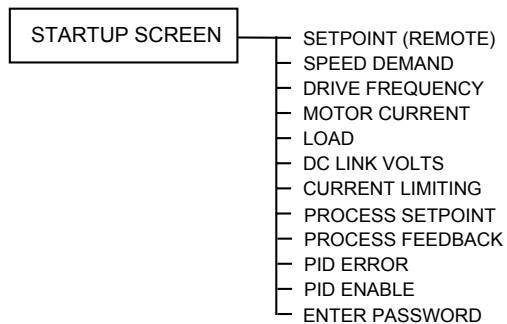 STARTUP SCREEN
SETPOINT (REMOTE)
SPEED DEMAND
DRIVE FREQUENCY
MOTOR CURRENT
LOAD
DC LINK VOLTS
CURRENT LIMITING
PROCESS SETPOINT
PROCESS FEEDBACK
PID ERROR
PID ENABLE
ENTER PASSWORD